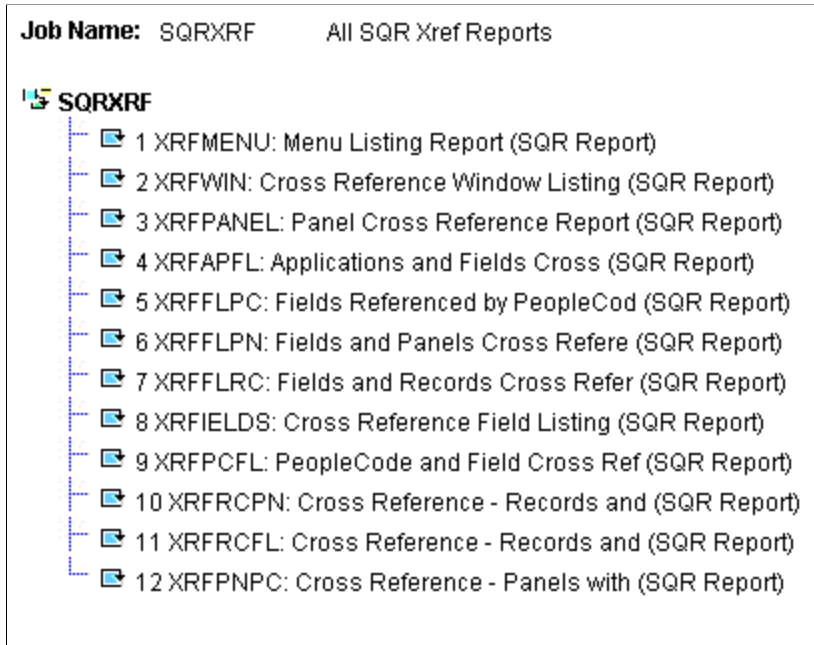 Job Name: SQRXRF All SQR Xref Reports
SQRXRF
1 XRFMENU: Menu Listing Report (SQR Report)
2 XRFWIN: Cross Reference Window Listing (SQR Report)
3 XRFPANEL: Panel Cross Reference Report (SQR Report)
4 XRFAPFL: Applications and Fields Cross (SQR Report)
5 XRFFLPC: Fields Referenced by PeopleCod (SQR Report)
6 XRFFLPN: Fields and Panels Cross Refere (SQR Report)
7 XRFFLRC: Fields and Records Cross Refer (SQR Report)
8 XRFIELDS: Cross Reference Field Listing (SQR Report)
9 XRFPCFL: PeopleCode and Field Cross Ref (SQR Report)
10 XRFRCPN: Cross Reference - Records and (SQR Report)
11 XRFRCFL: Cross Reference - Records and (SQR Report)
12 XRFPNPC: Cross Reference - Panels with (SQR Report)